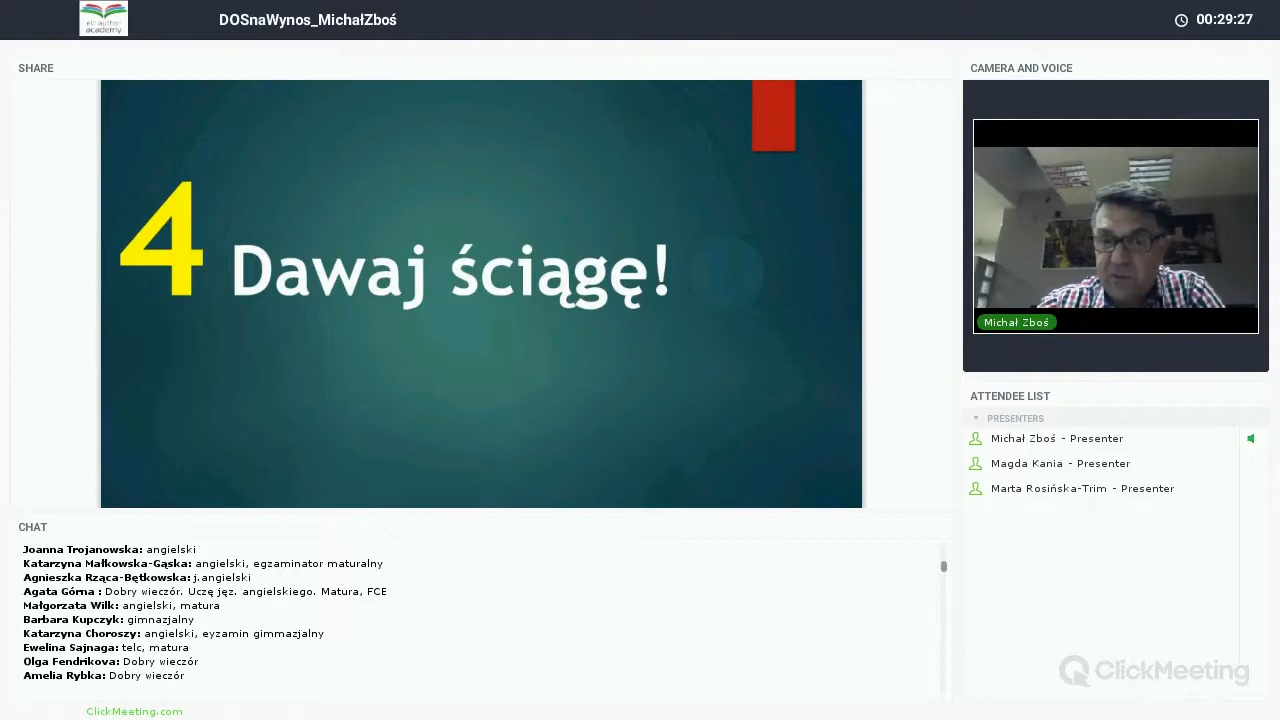 elt author
academy
DOSnaWynos_MichałZboś
00:29:27
SHARE
CAMERA AND VOICE
4 Dawaj ściągę!
Michał Zboś
ATTENDEE LIST
PRESENTERS
Michał Zboś - Presenter
Magda Kania - Presenter
Marta Rosińska-Trim - Presenter
CHAT
Joanna Trojanowska: angielski
Katarzyna Małkowska-Gąska: angielski, egzaminator maturalny
Agnieszka Rząca-Bętkowska: j.angielski
Agata Górna : Dobry wieczór. Uczę jęz. angielskiego. Matura, FCE
Małgorzata Wilk: angielski, matura
Barbara Kupczyk: gimnazjalny
Katarzyna Choroszy: angielski, eyzamin gimmazjalny
Ewelina Sajnaga: telc, matura
Olga Fendrikova: Dobry wieczór
Amelia Rybka: Dobry wieczór
ClickMeeting
ClickMeeting.com